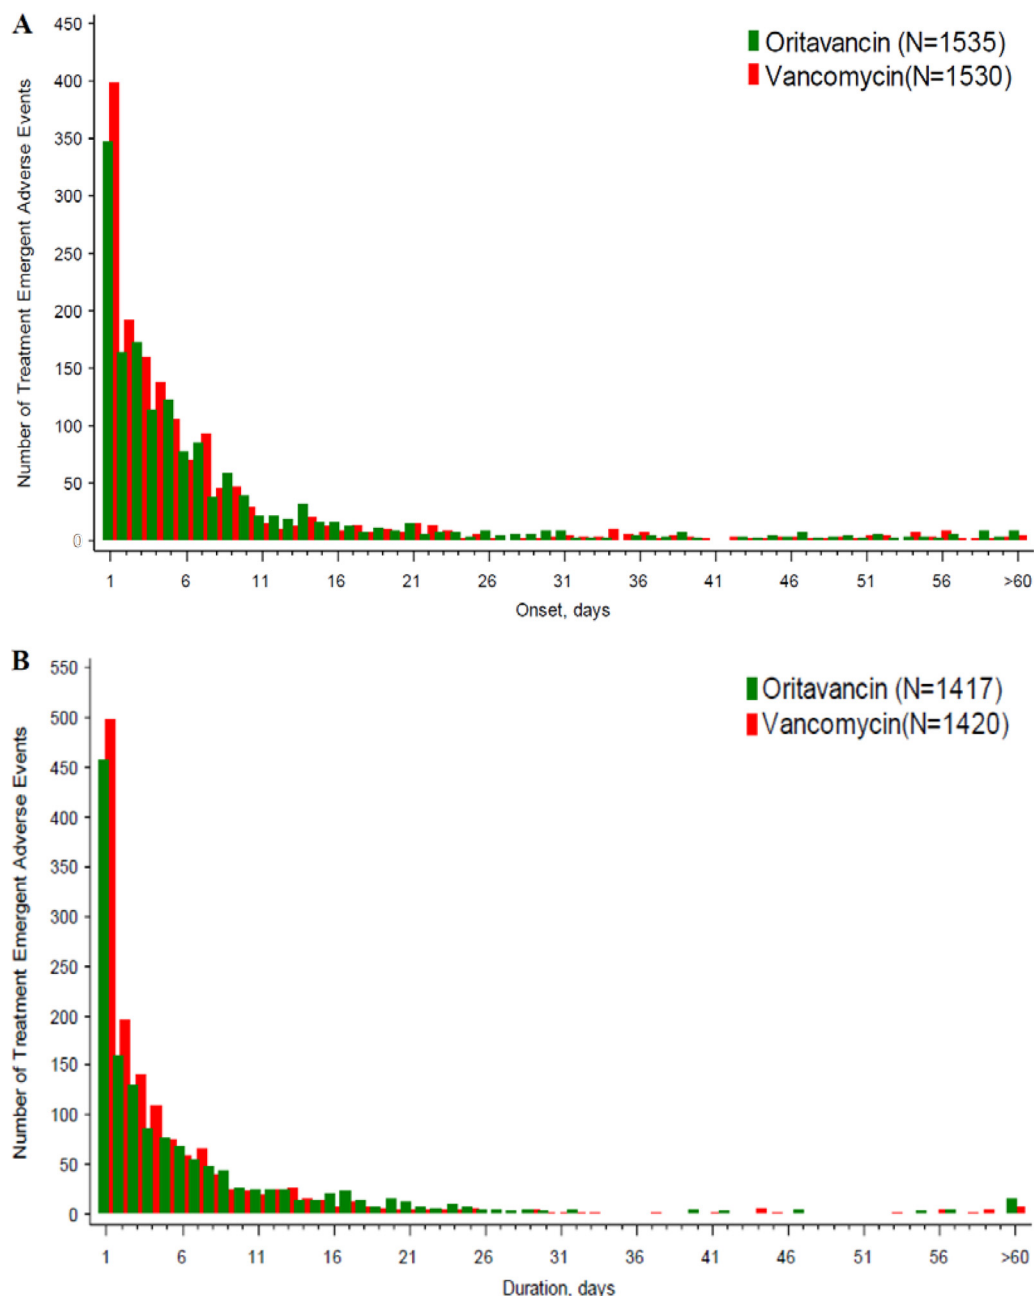 A
Oritavancin (N=1535)
Vancomycin(N=1530)
Number of Treatment Emergent Adverse Events
450
400
350
300
250
200
150
100
50
0
1 6 11 16 21 26 31 36 41 46 51 56 >60
Onset, days
B
Oritavancin (N=1417)
Vancomycin(N=1420)
Number of Treatment Emergent Adverse Events
550
500
450
400
350
300
250
200
150
100
50
0
1 6 11 16 21 26 31 36 41 46 51 56 >60
Duration, days